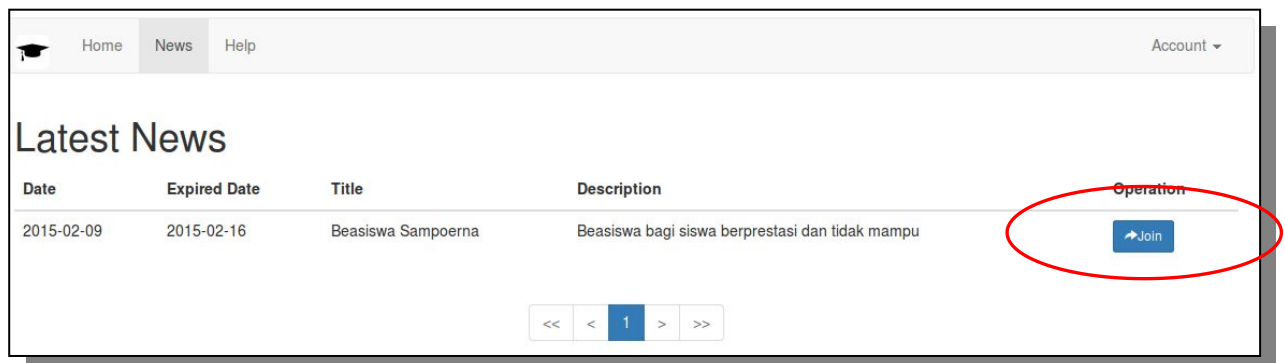 Home News Help Account
Latest News
Date Expired Date Title Description Operation
2015-02-09 2015-02-16 Beasiswa Sampoerna Beasiswa bagi siswa berprestasi dan tidak mampu Join
<< < 1 > >>